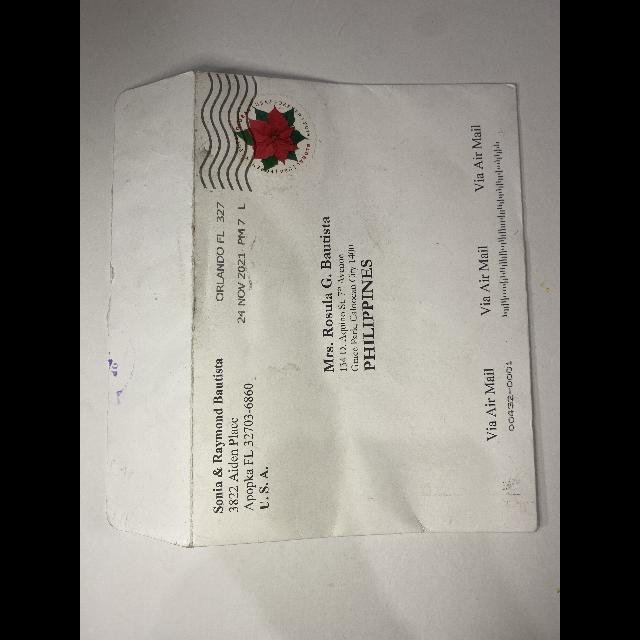 Sonia & Raymond Bautista
3822 Aiden Place
Apopka FL 32703-6860
U.S.A.
ORLANDO FL 327
24 NOV 2021 PM 7 L
Mrs. Rosula G. Bautista
134 D. Aquino St. 7th Avenue
Grace Park, Caloocan City 1400
PHILIPPINES
Via Air Mail Via Air Mail Via Air Mail
00432-0001